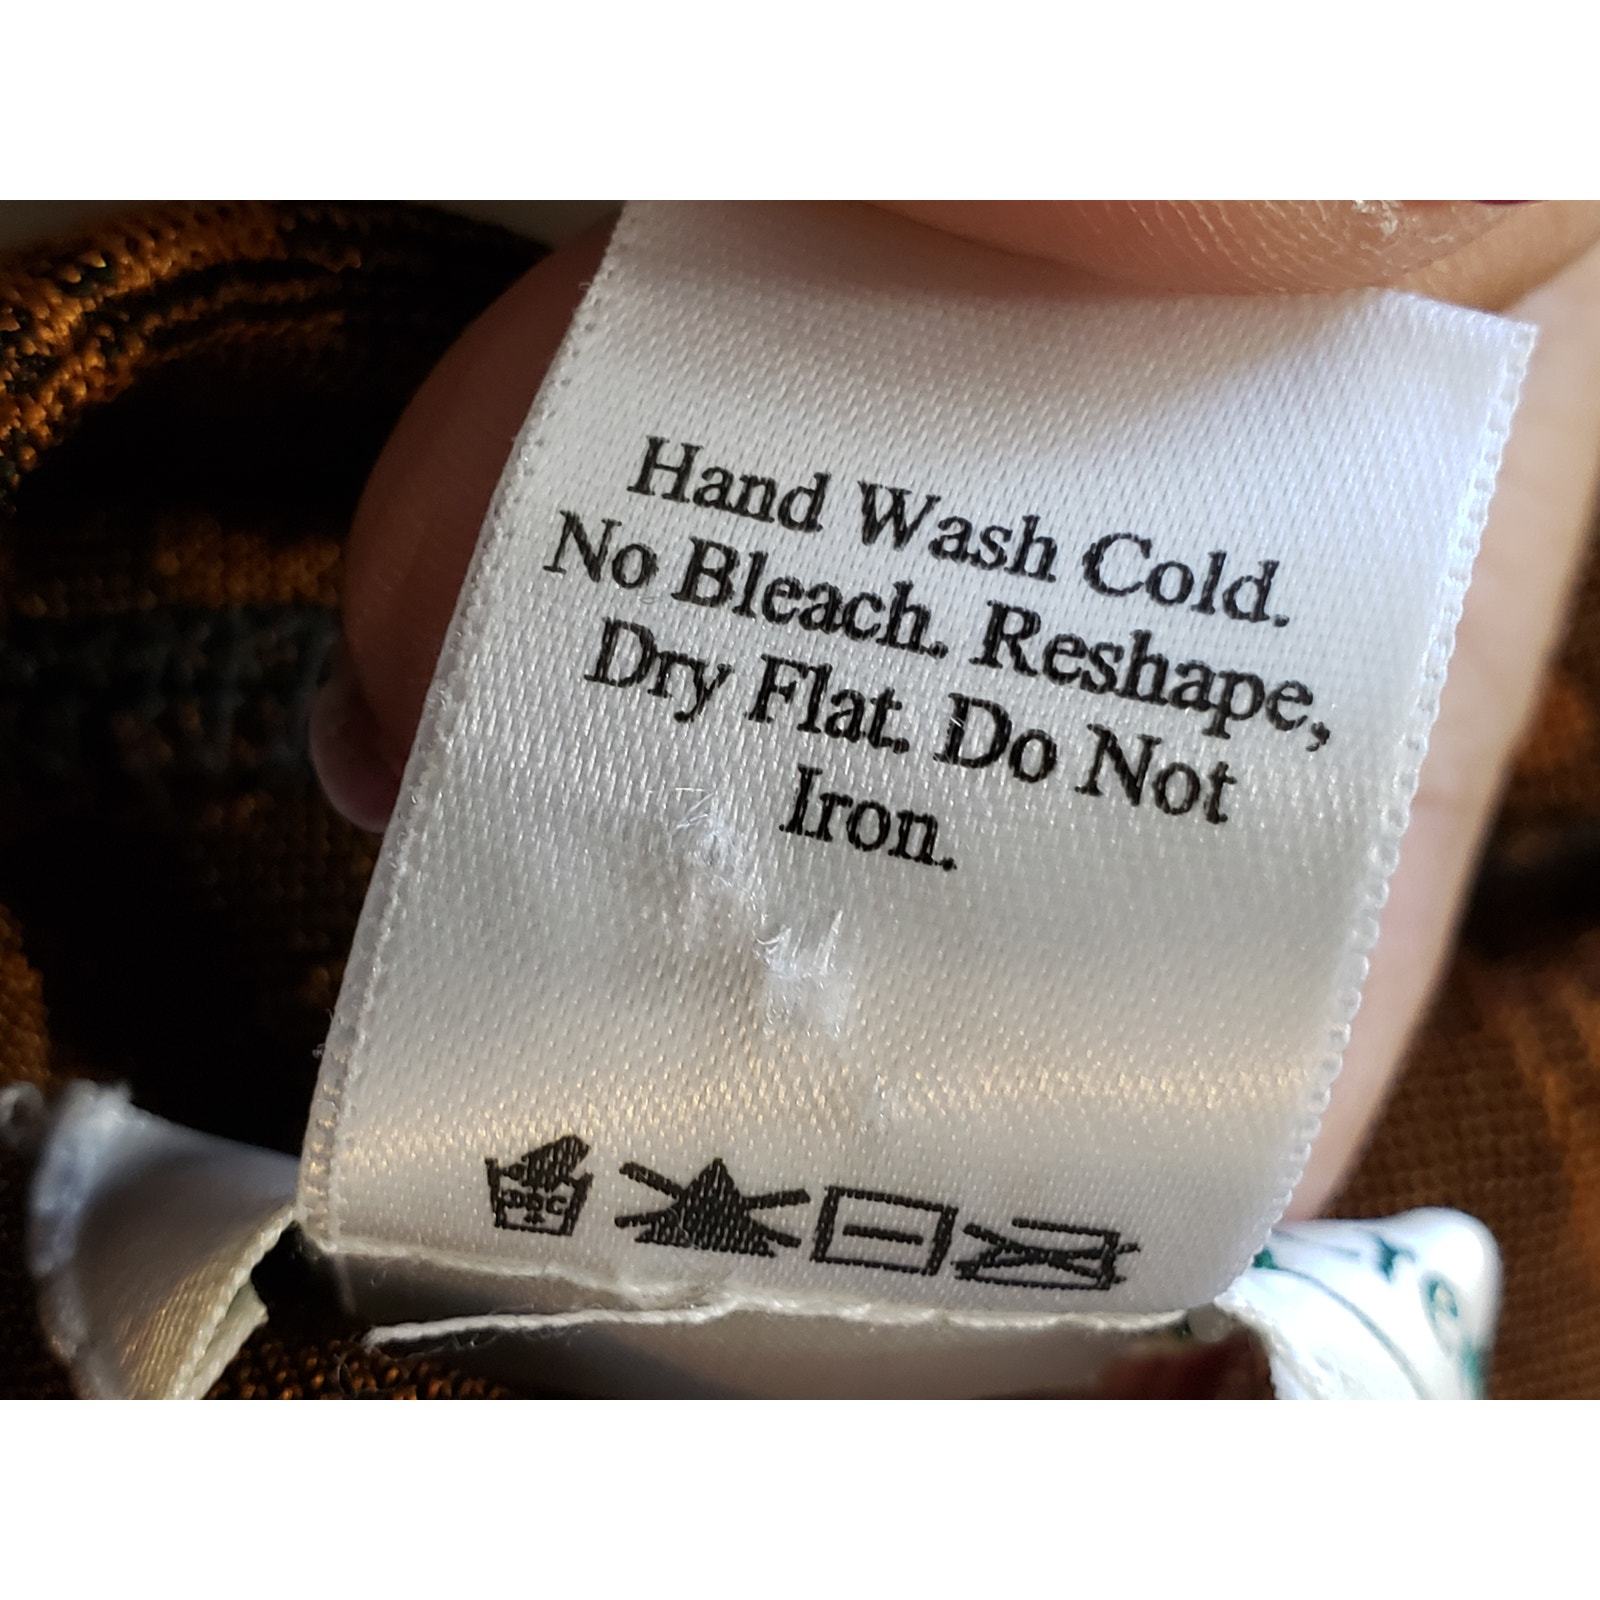 Hand Wash Cold.
No Bleach. Reshape,
Dry Flat. Do Not
Iron.